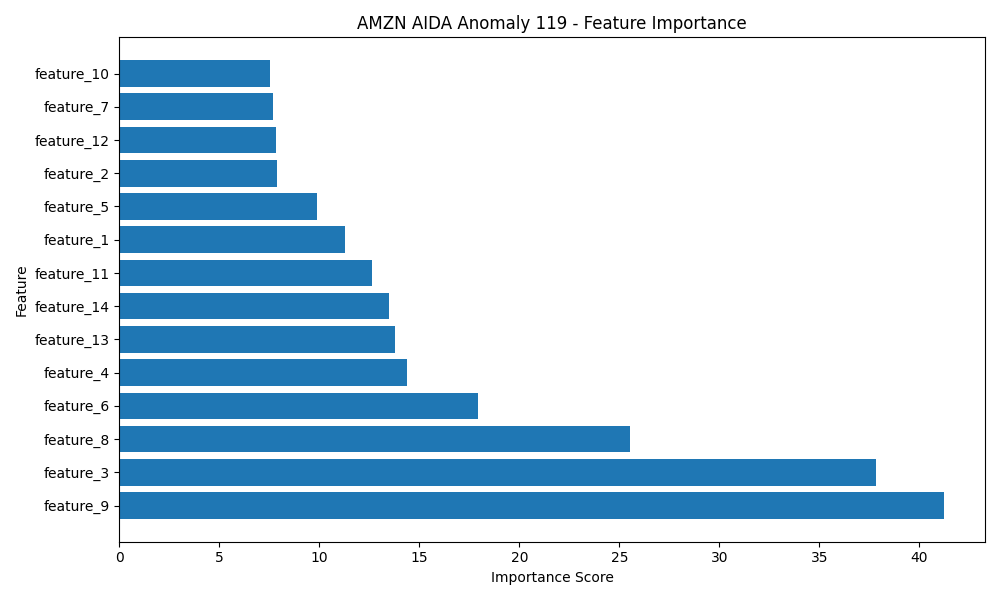 AMZN AIDA Anomaly 119 - Feature Importance
feature_10
feature_7
feature_12
feature_2
feature_5
feature_1
feature_11
feature_14
feature_13
feature_4
feature_6
feature_8
feature_3
feature_9
Feature
0 5 10 15 20 25 30 35 40
Importance Score